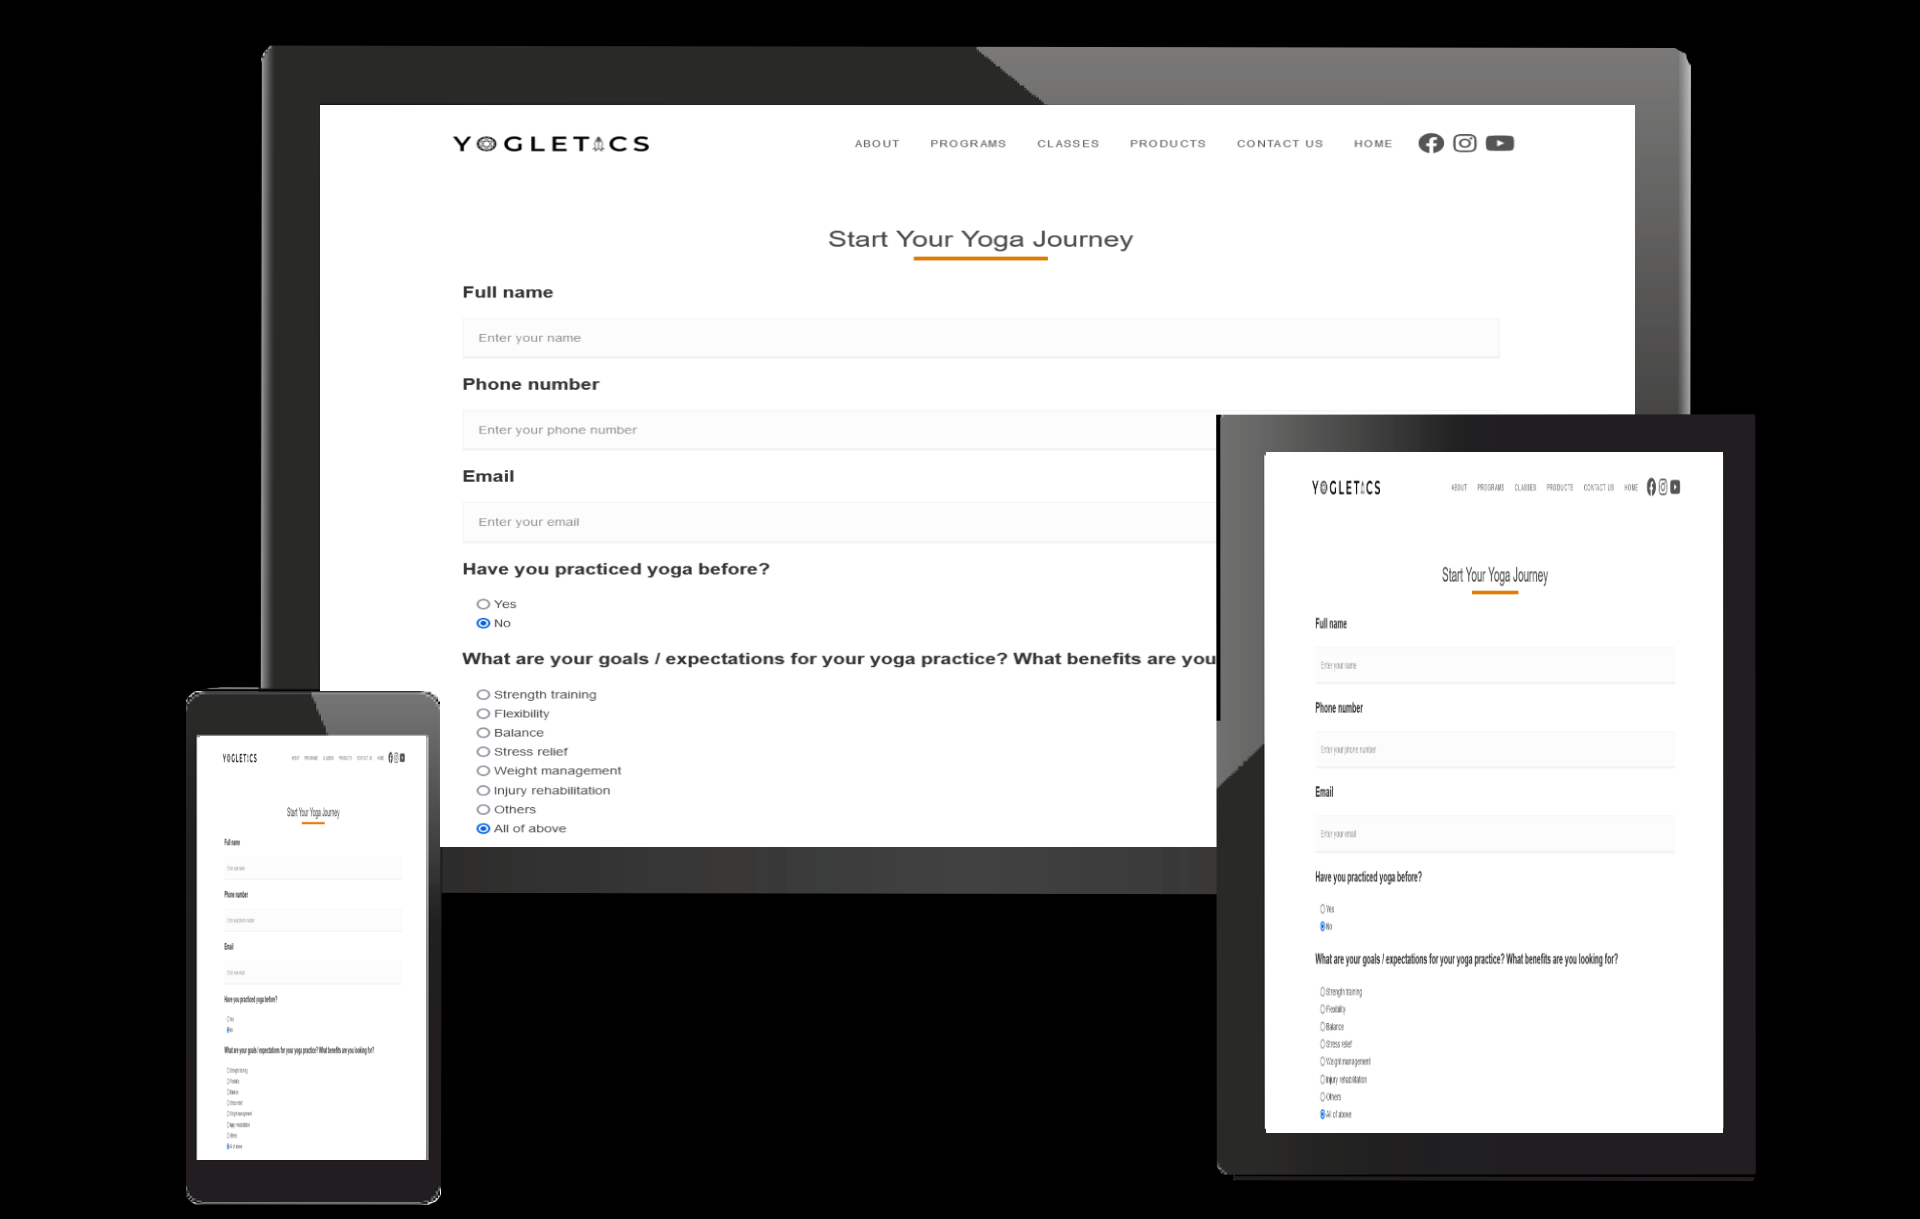 YOGLETICS
ABOUT PROGRAMS CLASSES PRODUCTS CONTACT US HOME
Start Your Yoga Journey
Full name
Enter your name
Phone number
Enter your phone number
Email
Enter your email
Have you practiced yoga before?
Yes
No
What are your goals / expectations for your yoga practice? What benefits are you
Strength training
Flexibility
Balance
Stress relief
Weight management
Injury rehabilitation
Others
All of above
YOGLETICS
ABOUT PROGRAMS CLASSES PRODUCTS CONTACT US HOME
Start Your Yoga Journey
Full name
Enter your name
Phone number
Enter your phone number
Email
Enter your email
Have you practiced yoga before?
Yes
No
What are your goals / expectations for your yoga practice? What benefits are you looking for?
Strength training
Flexibility
Balance
Stress relief
Weight management
Injury rehabilitation
Others
All of above
YOGLETICS
Start Your Yoga Journey
Full name
Phone number
Email
Have you practiced yoga before?
What are your goals / expectations for your yoga practice? What benefits are you looking for?